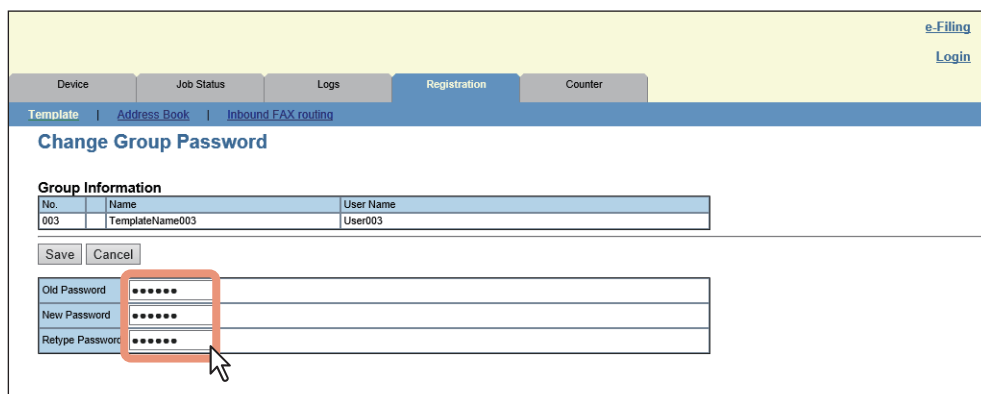 e-Filing
Login
Device Job Status Logs Registration Counter
Template | Address Book | Inbound FAX routing
Change Group Password
Group Information
No. Name User Name
003 TemplateName003 User003
Save Cancel
Old Password ••••••
New Password ••••••
Retype Password ••••••